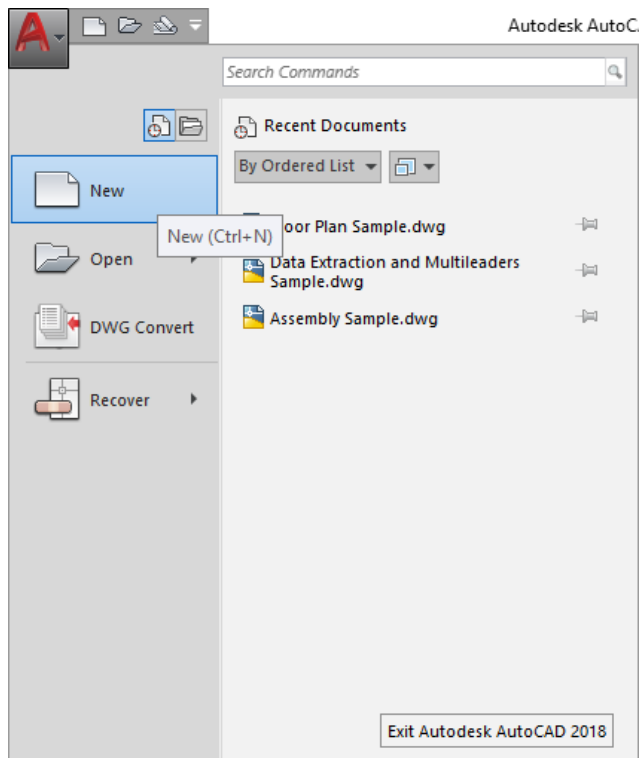 Autodesk AutoC
Search Commands
Recent Documents
By Ordered List
New
New (Ctrl+N)
oor Plan Sample.dwg
Open
Data Extraction and Multileaders
Sample.dwg
DWG Convert
Assembly Sample.dwg
Recover
Exit Autodesk AutoCAD 2018